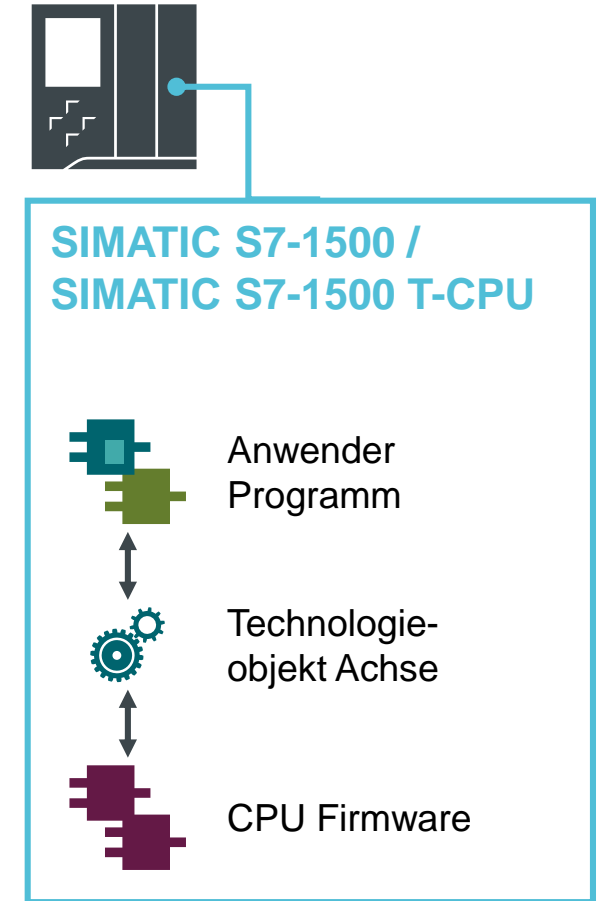 SIMATIC S7-1500 /
SIMATIC S7-1500 T-CPU
Anwender
Programm
Technologie-
objekt Achse
CPU Firmware